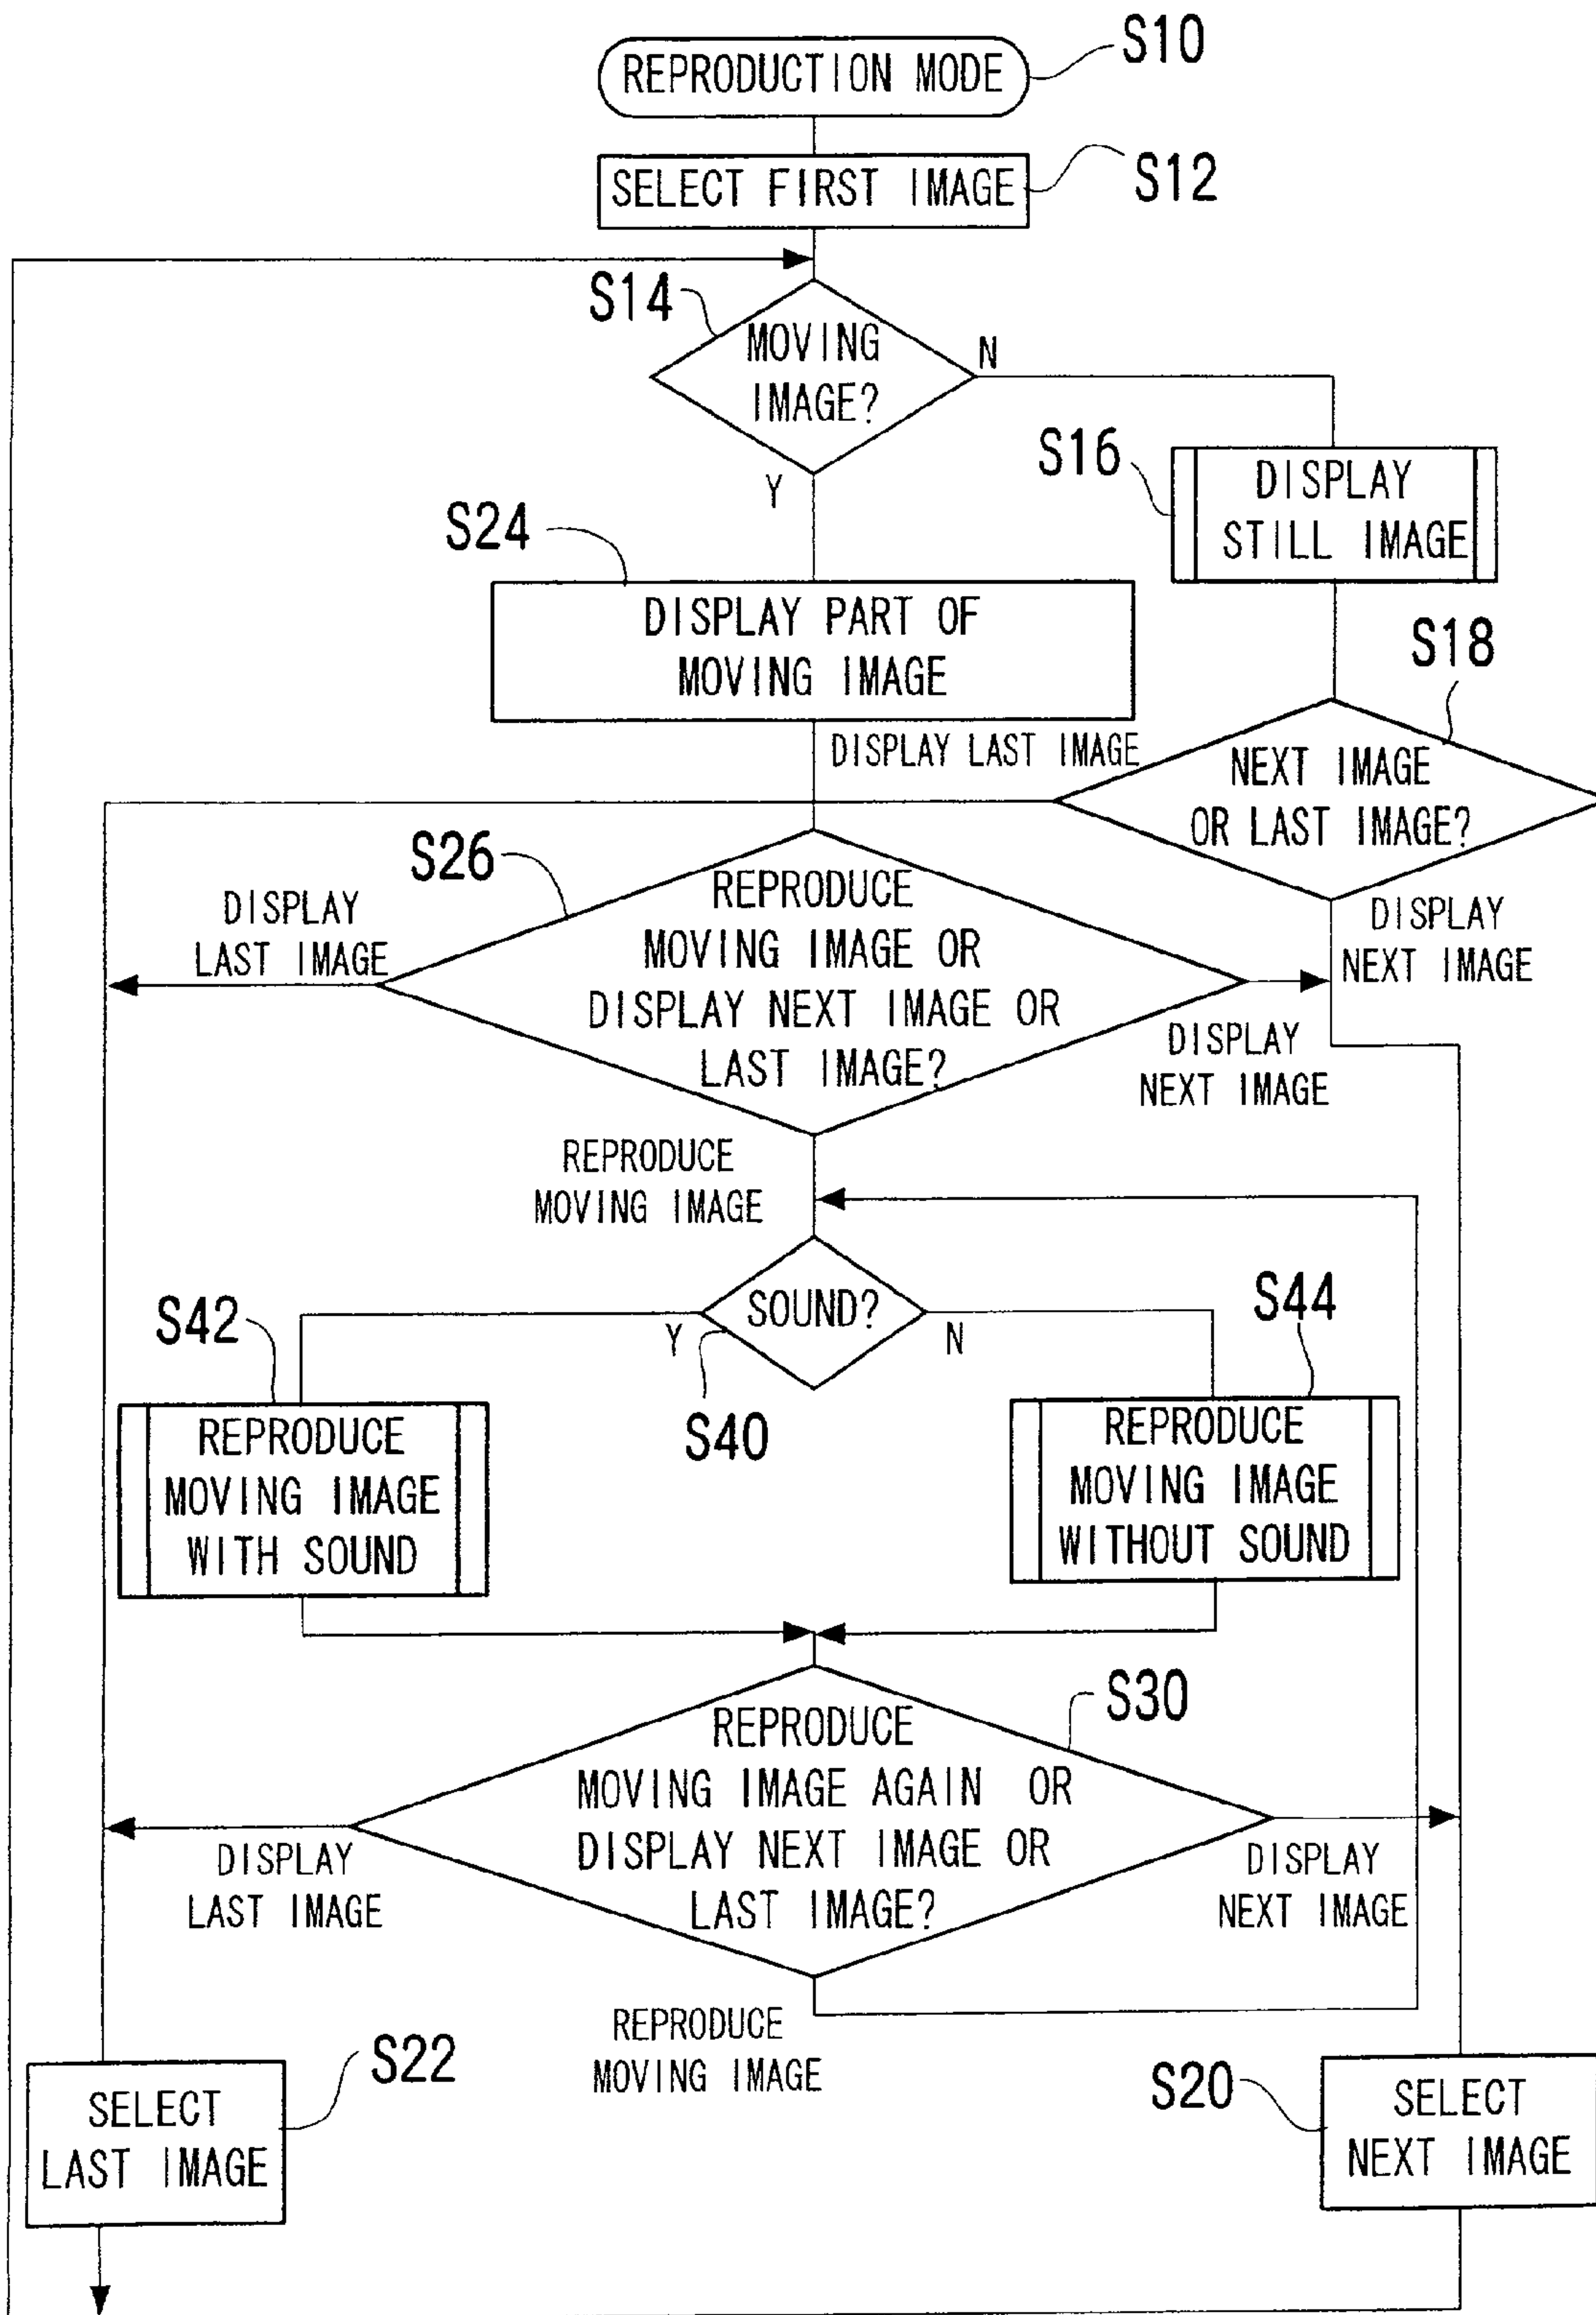 REPRODUCTION MODE
S10
SELECT FIRST IMAGE
S12
S14
MOVING
IMAGE?
N
Y
S16
DISPLAY
STILL IMAGE
S24
DISPLAY PART OF
MOVING IMAGE
S18
DISPLAY LAST IMAGE
NEXT IMAGE
OR LAST IMAGE?
S26
DISPLAY
LAST IMAGE
REPRODUCE
MOVING IMAGE OR
DISPLAY NEXT IMAGE OR
LAST IMAGE?
DISPLAY
NEXT IMAGE
DISPLAY
NEXT IMAGE
REPRODUCE
MOVING IMAGE
SOUND?
Y
N
S40
S42
REPRODUCE
MOVING IMAGE
WITH SOUND
S44
REPRODUCE
MOVING IMAGE
WITHOUT SOUND
S30
REPRODUCE
MOVING IMAGE AGAIN OR
DISPLAY NEXT IMAGE OR
LAST IMAGE?
DISPLAY
LAST IMAGE
DISPLAY
NEXT IMAGE
REPRODUCE
MOVING IMAGE
S22
SELECT
LAST IMAGE
S20
SELECT
NEXT IMAGE